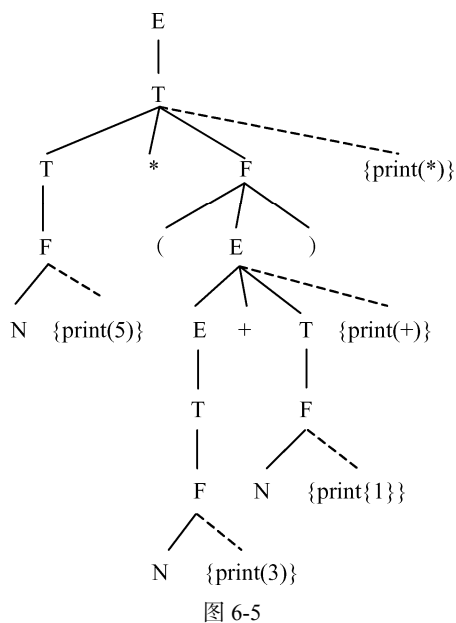 E
T
T * F {print(*)}
F ( E )
N {print(5)} E + T {print(+)}
T F
F N {print{1}}
N {print(3)}
图 6-5